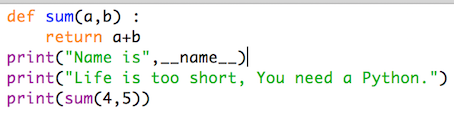 def sum(a,b) :
    return a+b
print("Name is",__name__)
print("Life is too short, You need a Python.")
print(sum(4,5))